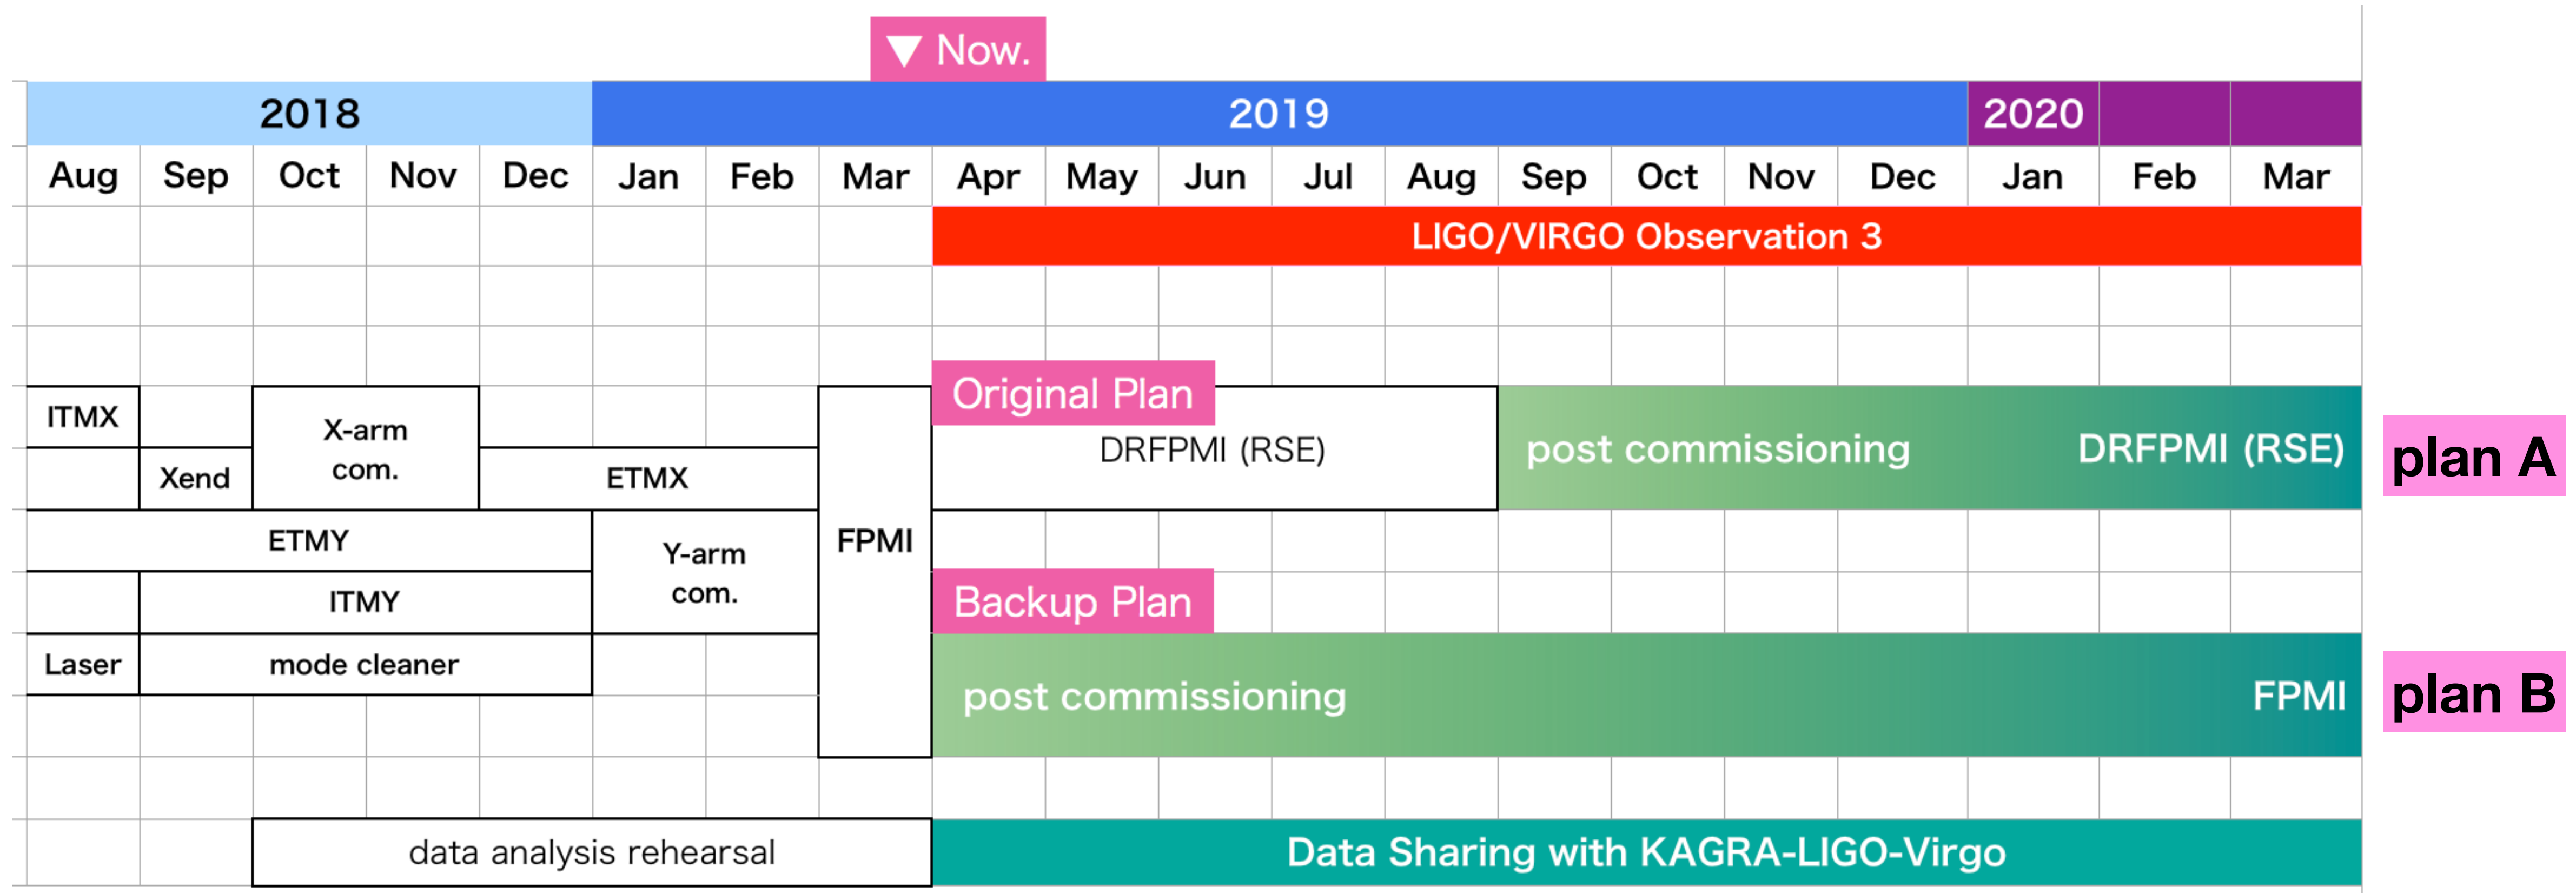 ▼ Now.
2018 2019 2020
Aug Sep Oct Nov Dec Jan Feb Mar Apr May Jun Jul Aug Sep Oct Nov Dec Jan Feb Mar
LIGO/VIRGO Observation 3
Original Plan
ITMX
X-arm
com.
Xend
ETMX
DRFPMI (RSE)
post commissioning
DRFPMI (RSE)
plan A
ETMY
Y-arm
com.
FPMI
ITMY
Backup Plan
Laser
mode cleaner
post commissioning
FPMI
plan B
data analysis rehearsal
Data Sharing with KAGRA-LIGO-Virgo